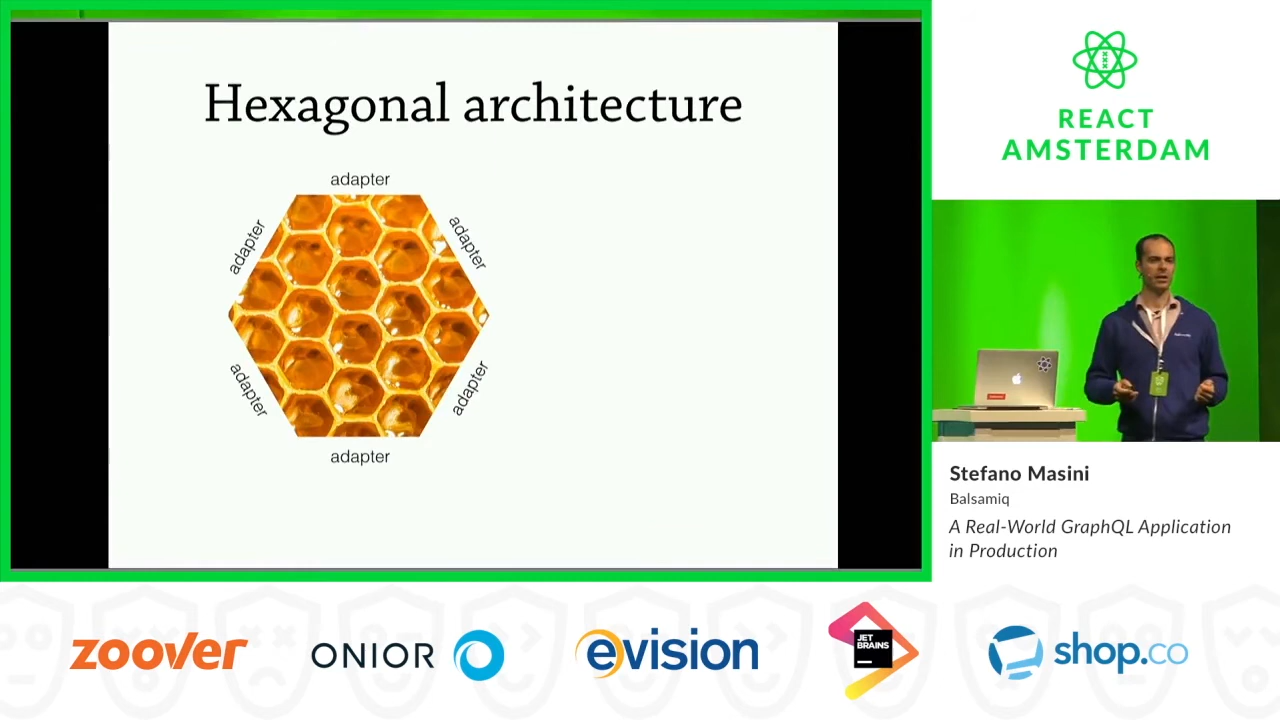 Hexagonal architecture
adapter
adapter
adapter
adapter
adapter
adapter
REACT
AMSTERDAM
Stefano Masini
Balsamiq
A Real-World GraphQL Application
in Production
zoover
ONIOR
evision
JET
BRAINS
shop.co